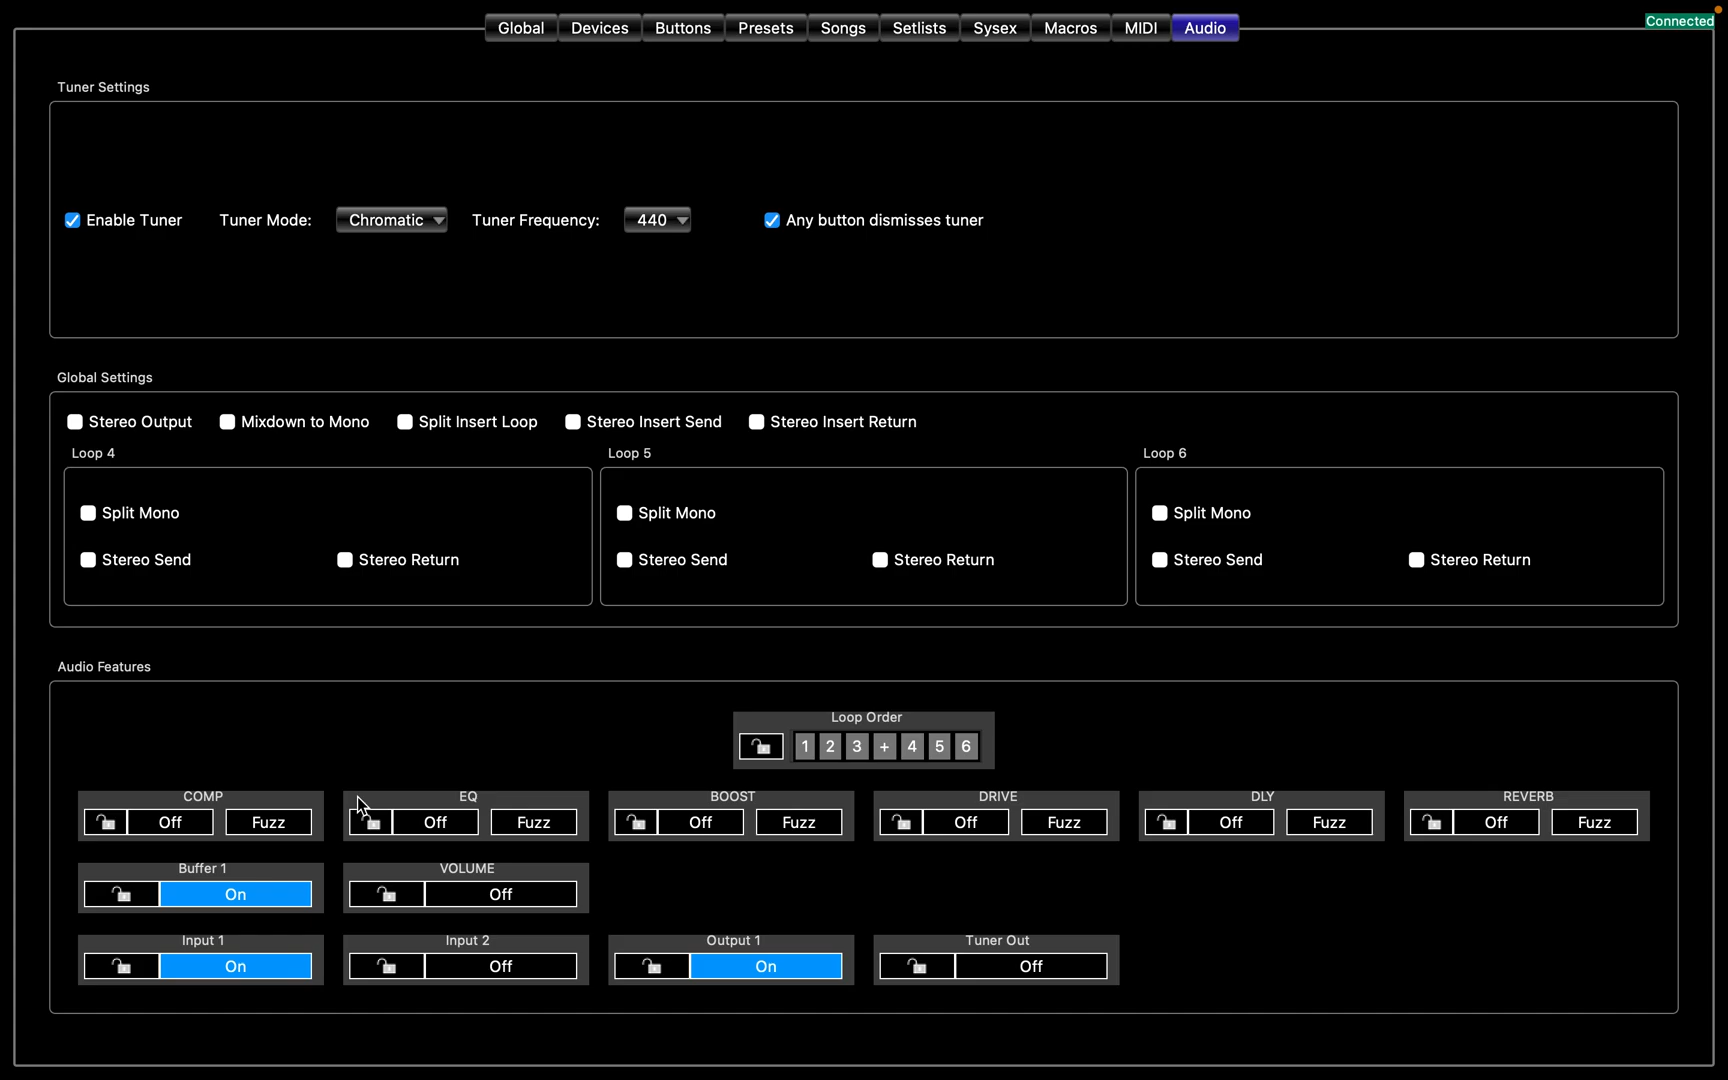 Global Devices Buttons Presets Songs Setlists Sysex Macros MIDI Audio Connected
Tuner Settings
Enable Tuner Tuner Mode: Chromatic Tuner Frequency: 440 Any button dismisses tuner
Global Settings
Stereo Output Mixdown to Mono Split Insert Loop Stereo Insert Send Stereo Insert Return
Loop 4 Loop 5 Loop 6
Split Mono Split Mono Split Mono
Stereo Send Stereo Return Stereo Send Stereo Return Stereo Send Stereo Return
Audio Features
Loop Order
1 2 3 + 4 5 6
COMP EQ BOOST DRIVE DLY REVERB
Off Fuzz Off Fuzz Off Fuzz Off Fuzz Off Fuzz Off Fuzz
Buffer 1 VOLUME
On Off
Input 1 Input 2 Output 1 Tuner Out
On Off On Off